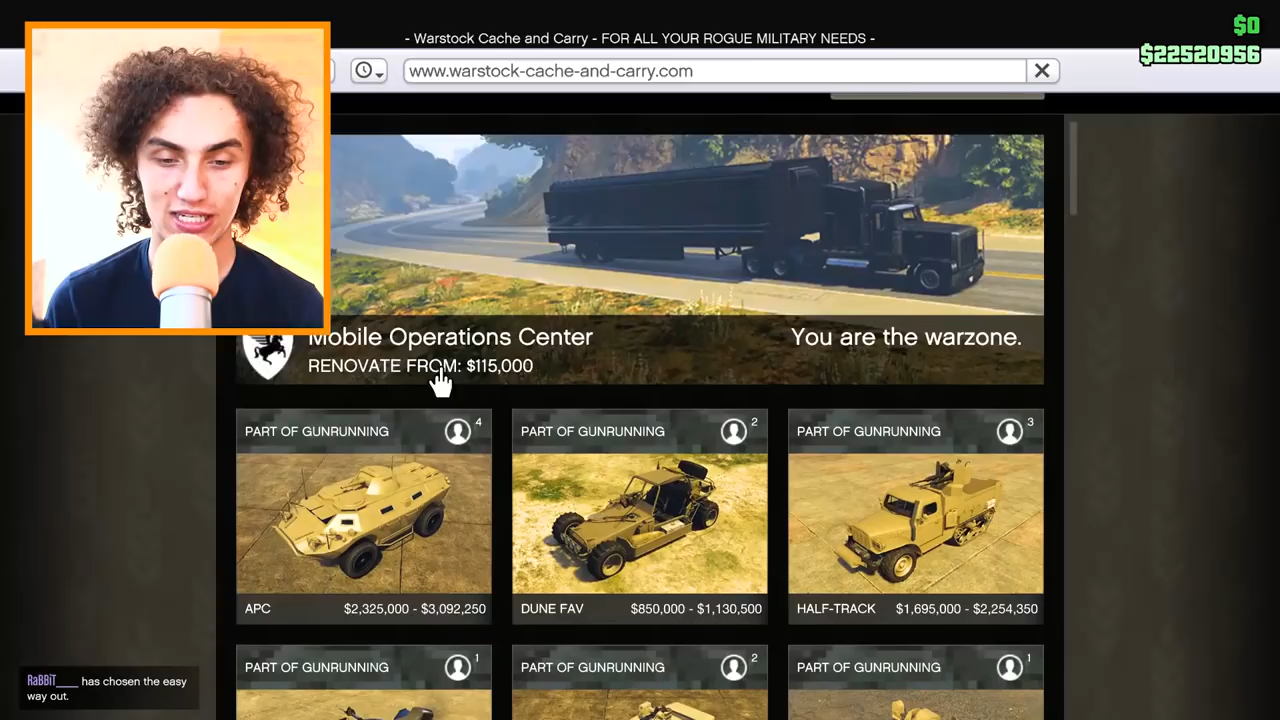 - Warstock Cache and Carry - FOR ALL YOUR ROGUE MILITARY NEEDS -
$0
$22520956
www.warstock-cache-and-carry.com
Mobile Operations Center
You are the warzone.
RENOVATE FROM: $115,000
PART OF GUNRUNNING 4
PART OF GUNRUNNING 2
PART OF GUNRUNNING 3
APC $2,325,000 - $3,092,250
DUNE FAV $850,000 - $1,130,500
HALF-TRACK $1,695,000 - $2,254,350
PART OF GUNRUNNING 1
PART OF GUNRUNNING 2
PART OF GUNRUNNING 1
RaBBiT____ has chosen the easy
way out.